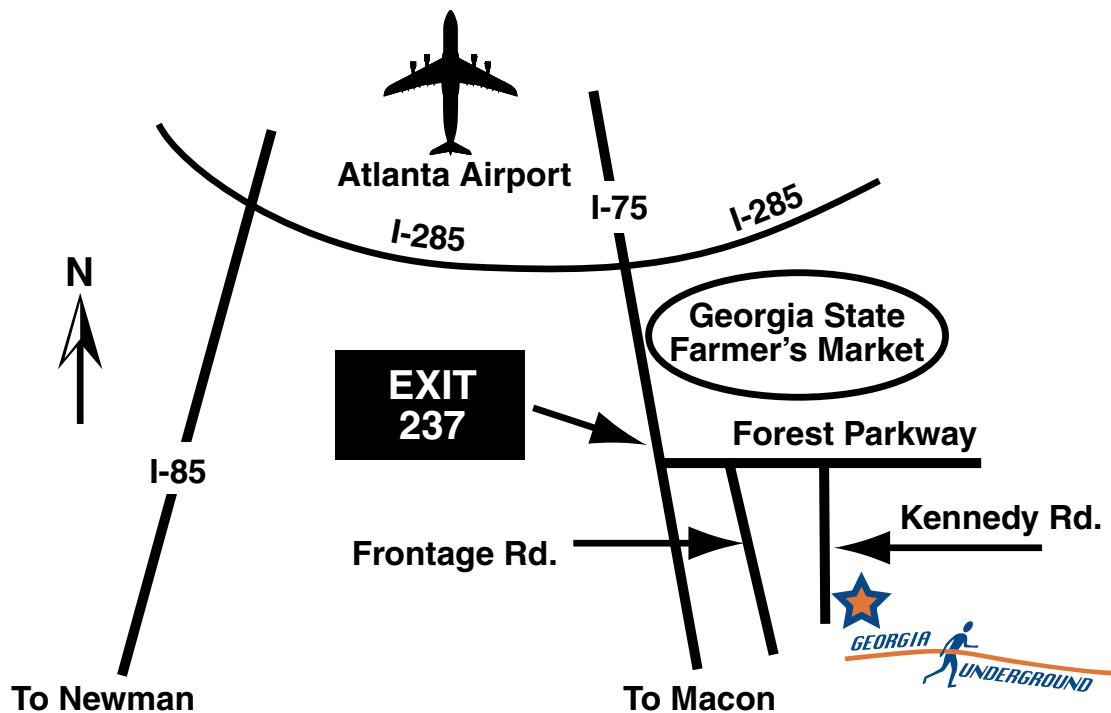 Atlanta Airport
I-75
I-285
I-285
N
Georgia State
Farmer's Market
EXIT
237
Forest Parkway
I-85
Kennedy Rd.
Frontage Rd.
GEORGIA
UNDERGROUND
To Newman
To Macon